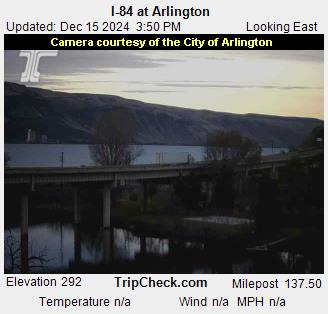 I-84 at Arlington
Updated: Dec 15 2024 3:50 PM Looking East
Camera courtesy of the City of Arlington
Elevation 292 TripCheck.com Milepost 137.50
Temperature n/a Wind n/a MPH n/a